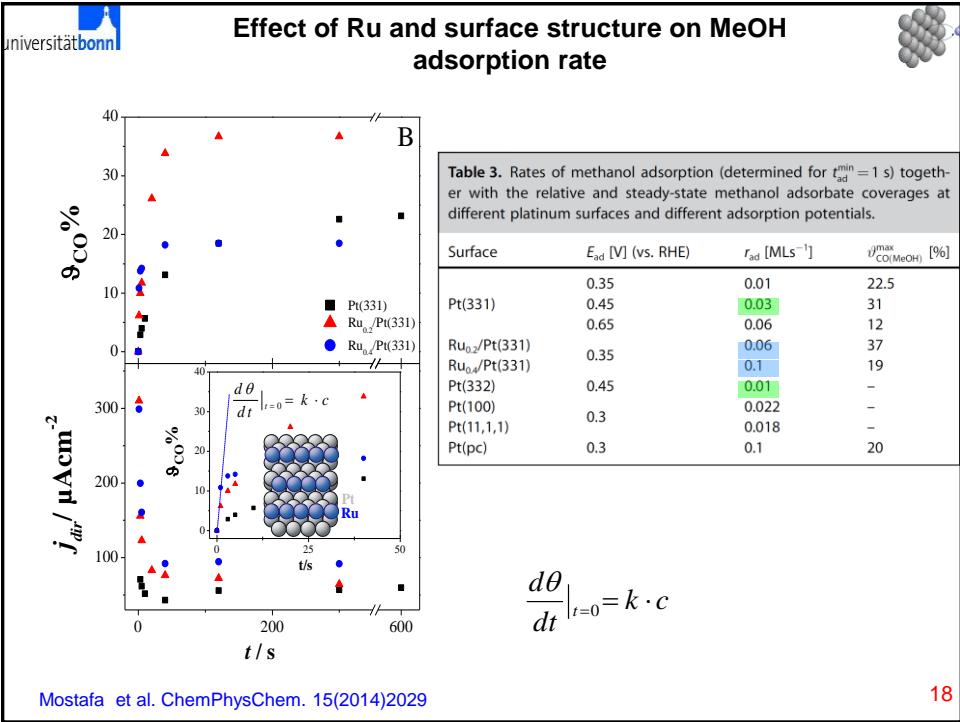 universitätbonn
Effect of Ru and surface structure on MeOH
adsorption rate
B
40
30
20
10
0
ϑCO%
Pt(331)
Ru0.2/Pt(331)
Ru0.4/Pt(331)
300
200
100
jdir / µAcm-2
0
200
600
t / s
40
30
20
10
0
ϑCO%
dθ/dt|t=0 = k · c
Pt
Ru
0
25
50
t/s
Table 3. Rates of methanol adsorption (determined for t_ad^min = 1 s) togeth-
er with the relative and steady-state methanol adsorbate coverages at
different platinum surfaces and different adsorption potentials.
Surface Ead [V] (vs. RHE) rad [MLs−1] ϑ_CO(MeOH)^max [%]
0.35 0.01 22.5
Pt(331) 0.45 0.03 31
0.65 0.06 12
Ru0.2/Pt(331) 0.06 37
0.35
Ru0.4/Pt(331) 0.1 19
Pt(332) 0.45 0.01 –
Pt(100) 0.022 –
0.3
Pt(11,1,1) 0.018 –
Pt(pc) 0.3 0.1 20
dθ/dt|t=0 = k · c
Mostafa et al. ChemPhysChem. 15(2014)2029
18